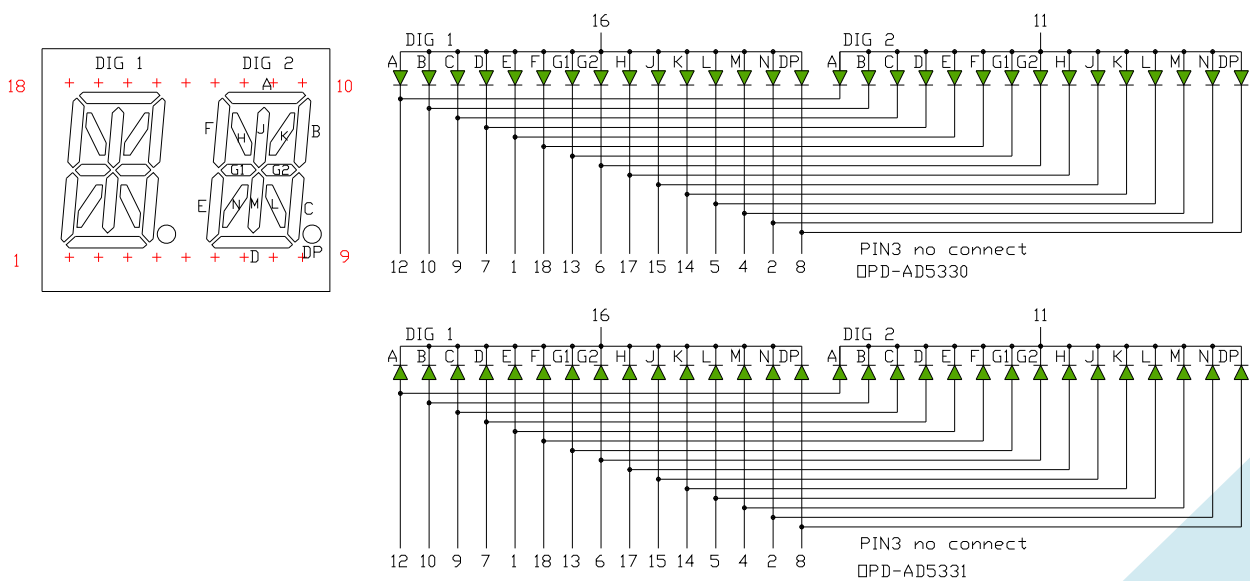 DIG 1 DIG 2
18 10
A
F B
H J K
G1 G2
E C
N M L
D DP
1 9
16 11
DIG 1 DIG 2
A B C D E F G1 G2 H J K L M N DP A B C D E F G1 G2 H J K L M N DP
12 10 9 7 1 18 13 6 17 15 14 5 4 2 8
PIN3 no connect
OPD-AD5330
16 11
DIG 1 DIG 2
A B C D E F G1 G2 H J K L M N DP A B C D E F G1 G2 H J K L M N DP
12 10 9 7 1 18 13 6 17 15 14 5 4 2 8
PIN3 no connect
OPD-AD5331